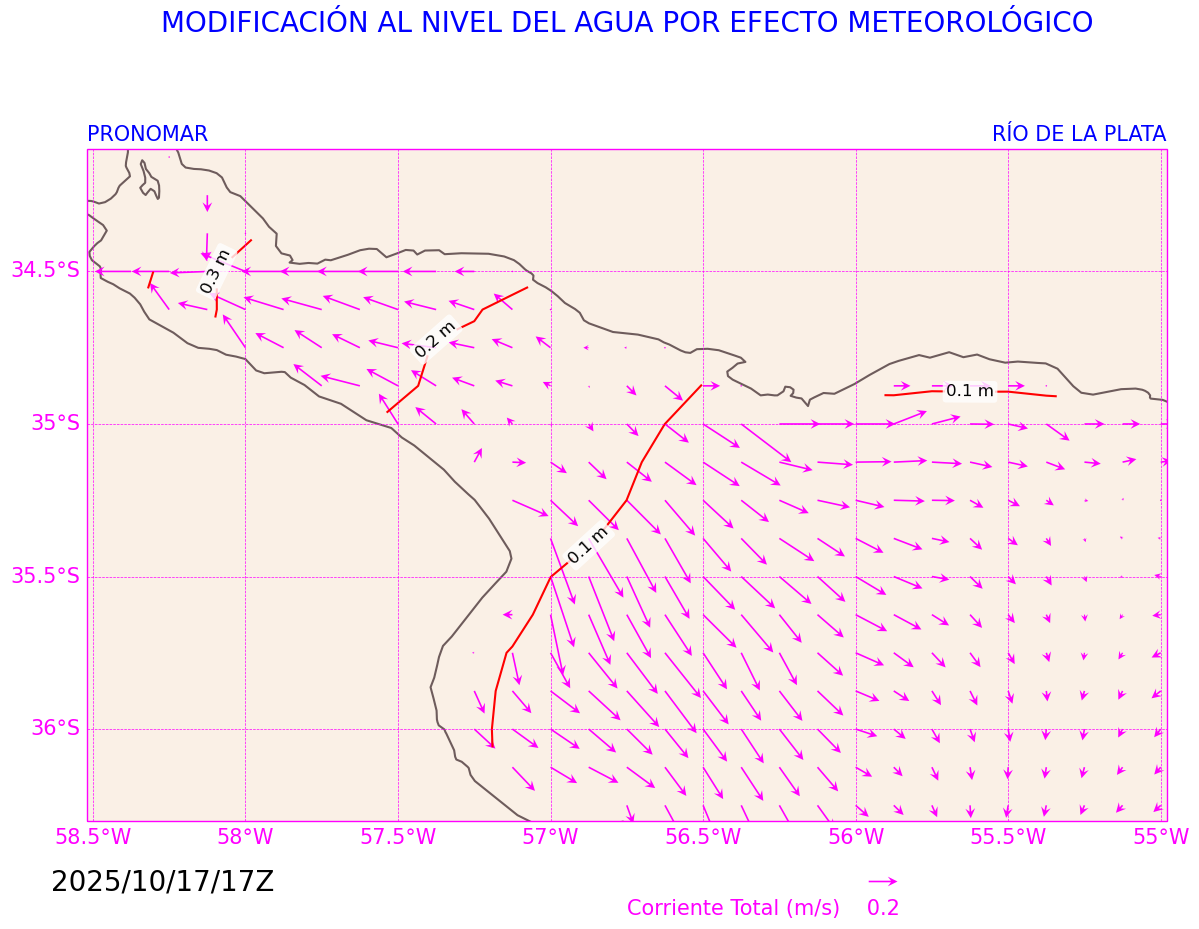 MODIFICACIÓN AL NIVEL DEL AGUA POR EFECTO METEOROLÓGICO
PRONOMAR
RÍO DE LA PLATA
0.3 m
34.5°S
0.2 m
0.1 m
35°S
0.1 m
35.5°S
36°S
58.5°W
58°W
57.5°W
57°W
56.5°W
56°W
55.5°W
55°W
2025/10/17/17Z
Corriente Total (m/s)
0.2